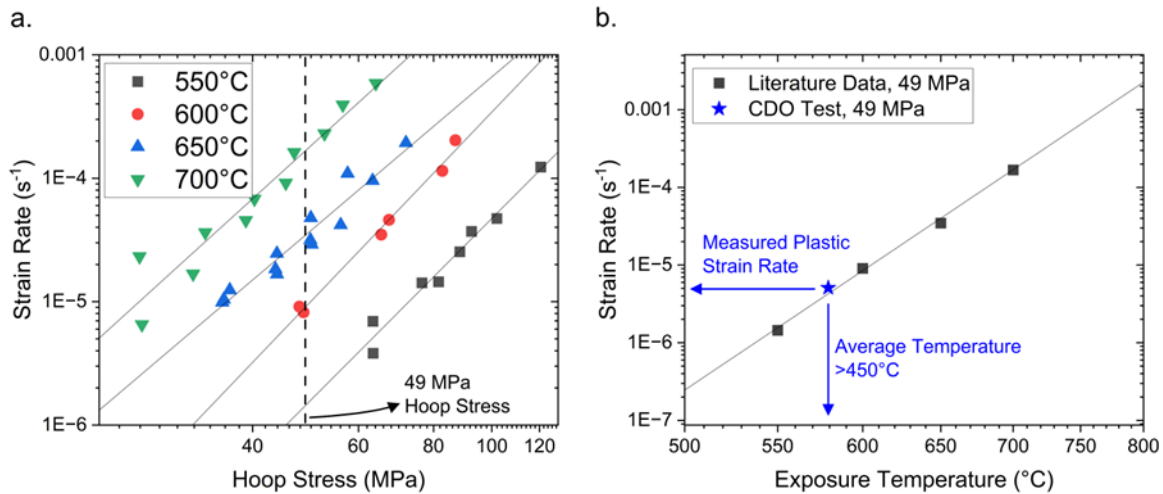 a.
0.001
1E-4
1E-5
1E-6
Strain Rate (s⁻¹)
550°C
600°C
650°C
700°C
49 MPa
Hoop Stress
40
60
80
100
120
Hoop Stress (MPa)
b.
0.001
1E-4
1E-5
1E-6
1E-7
Strain Rate (s⁻¹)
Literature Data, 49 MPa
CDO Test, 49 MPa
Measured Plastic
Strain Rate
Average Temperature
>450°C
500
550
600
650
700
750
800
Exposure Temperature (°C)